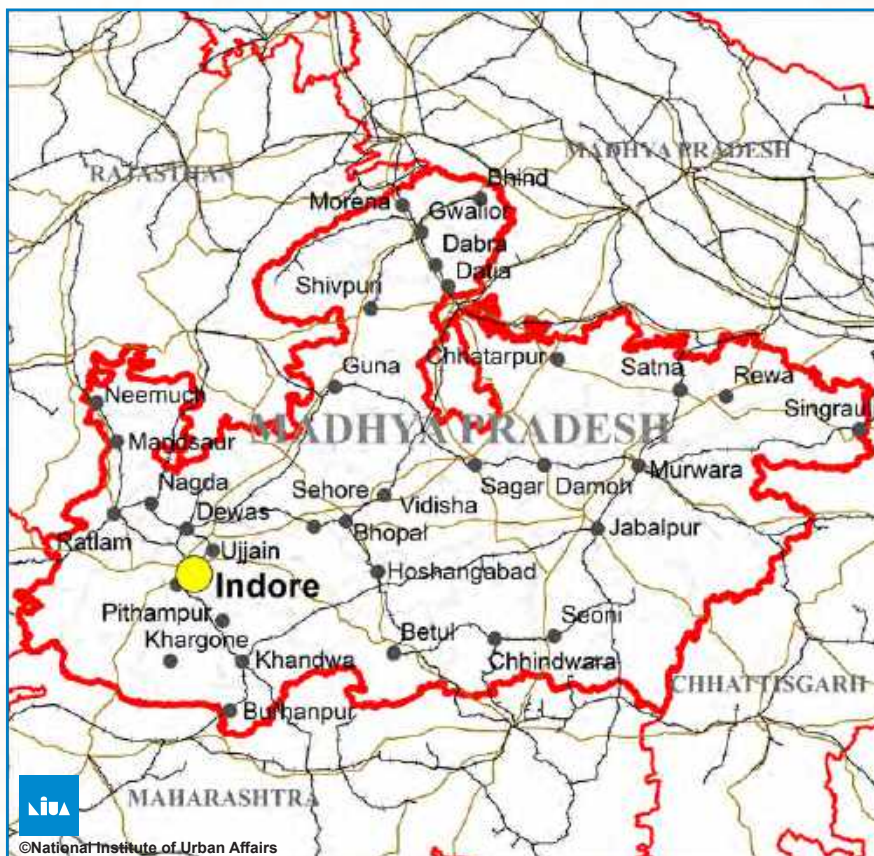 MADHYA PRADESH
RAJASTHAN
Bhind
Morena
Gwalior
Dabra
Datia
Shivpuri
Chhatarpur
Guna
Satna
Rewa
Neemuch
Singrauli
MADHYA PRADESH
Mandsaur
Murwara
Sagar
Damoh
Nagda
Sehore
Vidisha
Dewas
Bhopal
Jabalpur
Ratlam
Ujjain
Hoshangabad
Indore
Pithampur
Seoni
Khargone
Betul
Khandwa
Chhindwara
CHHATTISGARH
Burhanpur
MAHARASHTRA
NIUA
©National Institute of Urban Affairs